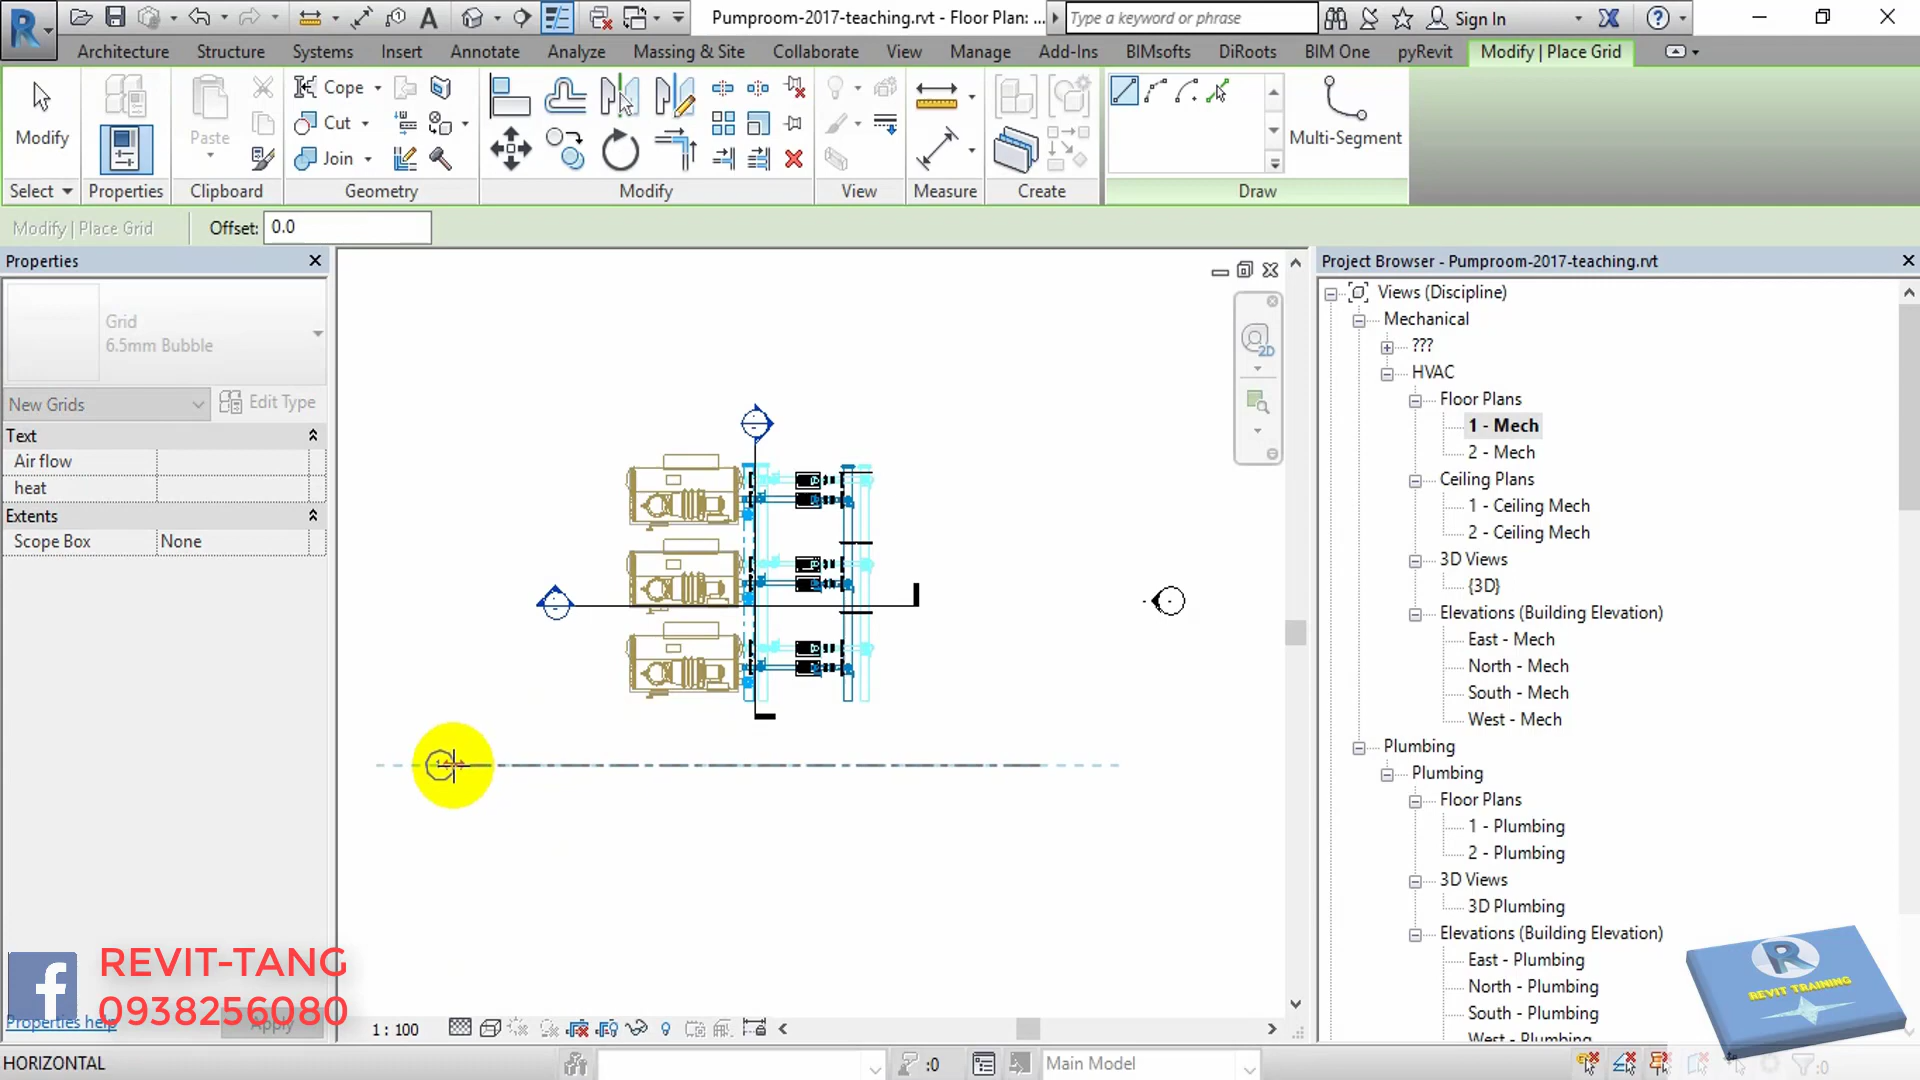 Pumproom-2017-teaching.rvt - Floor Plan: ...
Type a keyword or phrase
Sign In
Architecture
Structure
Systems
Insert
Annotate
Analyze
Massing & Site
Collaborate
View
Manage
Add-Ins
BIMsofts
DiRoots
BIM One
pyRevit
Modify | Place Grid
Modify
Paste
Cope
Cut
Join
Multi-Segment
Select
Properties
Clipboard
Geometry
Modify
View
Measure
Create
Draw
Modify | Place Grid
Offset: 0.0
Properties
Grid
6.5mm Bubble
New Grids
Edit Type
Text
Air flow
heat
Extents
Scope Box
None
Properties help
Apply
REVIT-TANG
0938256080
2D
1 : 100
Project Browser - Pumproom-2017-teaching.rvt
Views (Discipline)
Mechanical
???
HVAC
Floor Plans
1 - Mech
2 - Mech
Ceiling Plans
1 - Ceiling Mech
2 - Ceiling Mech
3D Views
{3D}
Elevations (Building Elevation)
East - Mech
North - Mech
South - Mech
West - Mech
Plumbing
Plumbing
Floor Plans
1 - Plumbing
2 - Plumbing
3D Views
3D Plumbing
Elevations (Building Elevation)
East - Plumbing
North - Plumbing
South - Plumbing
West - Plumbing
REVIT TRAINING
HORIZONTAL
:0
Main Model
:0